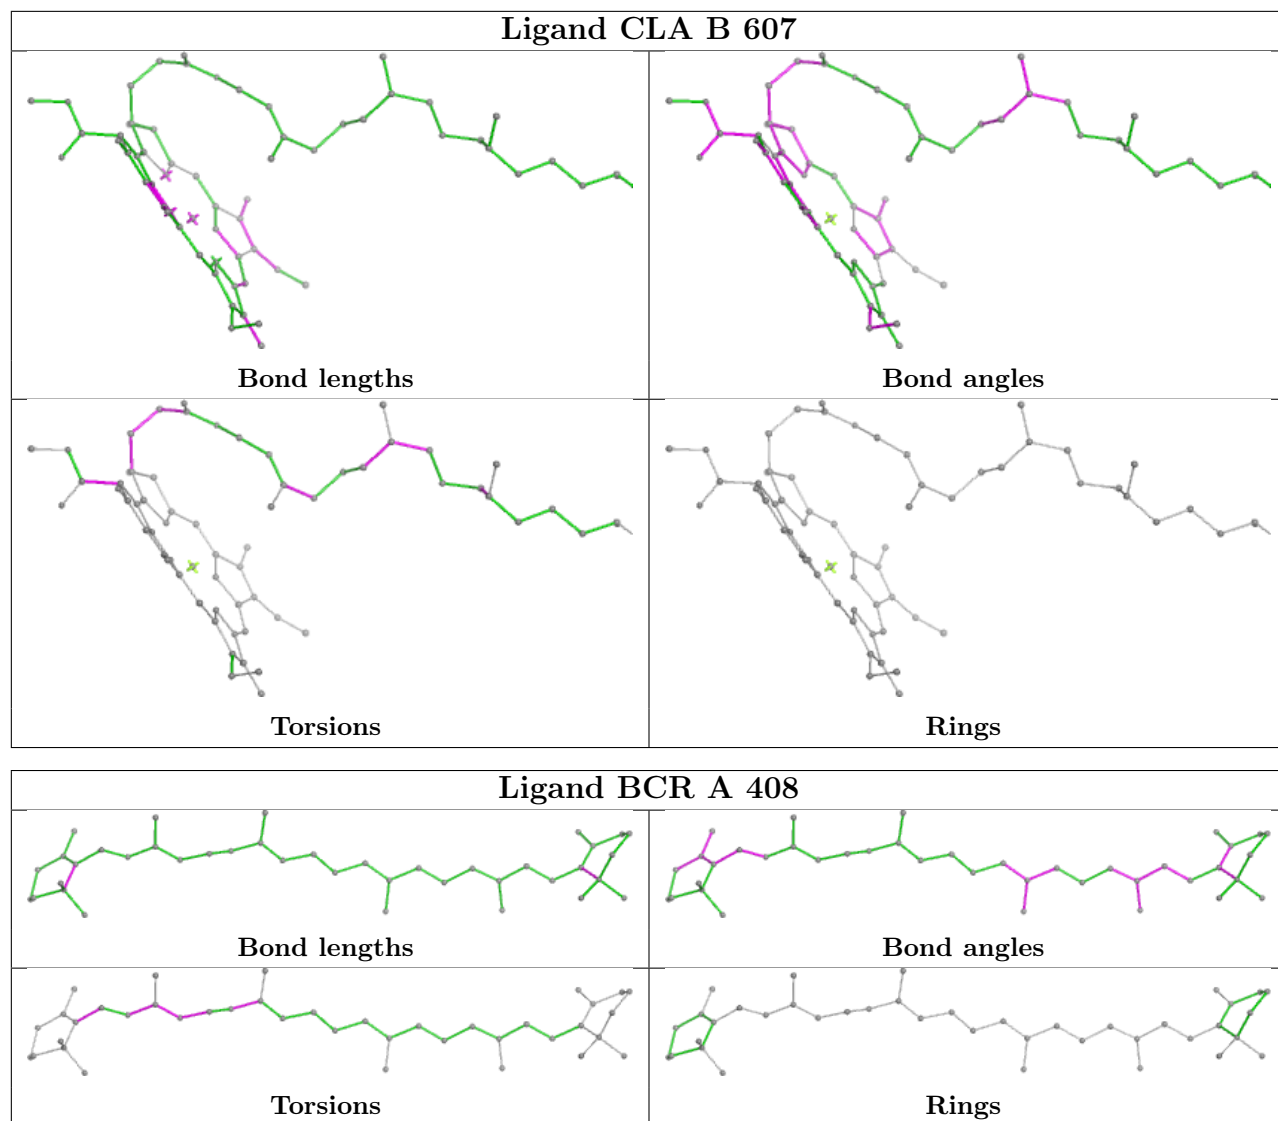 Ligand CLA B 607
Bond lengths
Bond angles
Torsions
Rings
Ligand BCR A 408
Bond lengths
Bond angles
Torsions
Rings